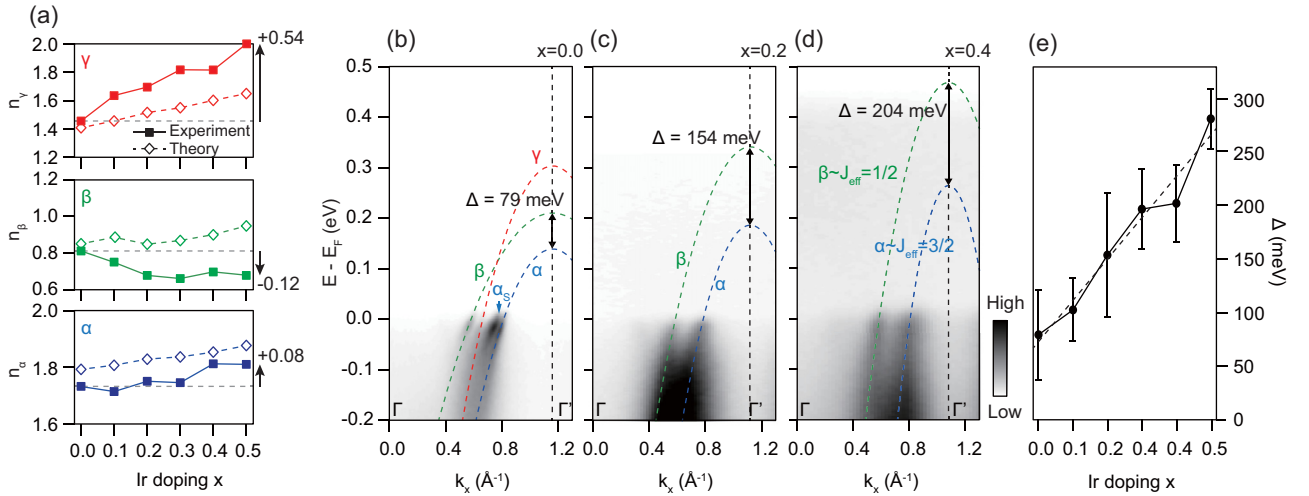 (a)
2.0
1.8
1.6
1.4
1.2
nγ
γ
+0.54
Experiment
Theory
1.2
1.0
0.8
0.6
nβ
β
-0.12
2.0
1.8
1.6
nα
α
+0.08
0.0 0.1 0.2 0.3 0.4 0.5
Ir doping x
(b)
x=0.0
0.5
0.4
0.3
0.2
0.1
0.0
-0.1
-0.2
E - EF (eV)
γ
Δ = 79 meV
β
α
αS
Γ Γ'
0.0 0.4 0.8 1.2
kx (Å-1)
(c)
x=0.2
Δ = 154 meV
β
α
Γ Γ'
0.0 0.4 0.8 1.2
kx (Å-1)
(d)
x=0.4
Δ = 204 meV
β~Jeff=1/2
α~Jeff=3/2
Γ Γ'
0.0 0.4 0.8 1.2
kx (Å-1)
High
Low
(e)
300
250
200
150
100
50
0
Δ (meV)
0.0 0.1 0.2 0.3 0.4 0.5
Ir doping x